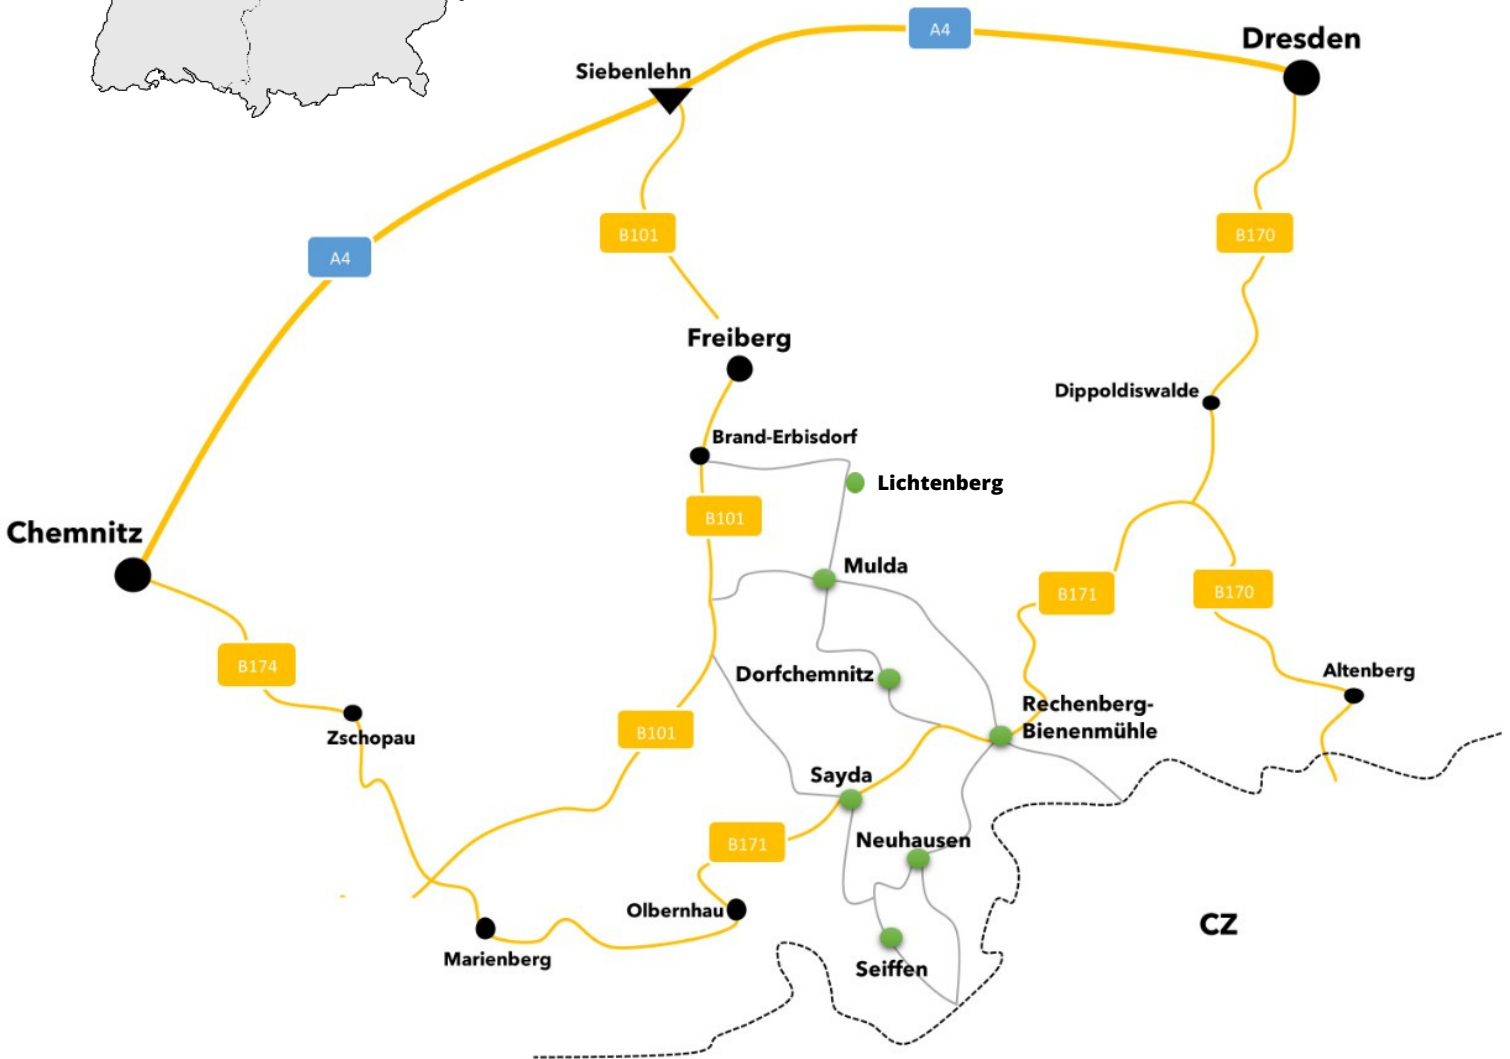 A4
Dresden
Siebenlehn
B101
B170
A4
Freiberg
Dippoldiswalde
Brand-Erbisdorf
Lichtenberg
B101
Chemnitz
Mulda
B171
B170
B174
Dorfchemnitz
Altenberg
Rechenberg-
Bienenmühle
Zschopau
B101
Sayda
B171
Neuhausen
Olbernhau
CZ
Marienberg
Seiffen